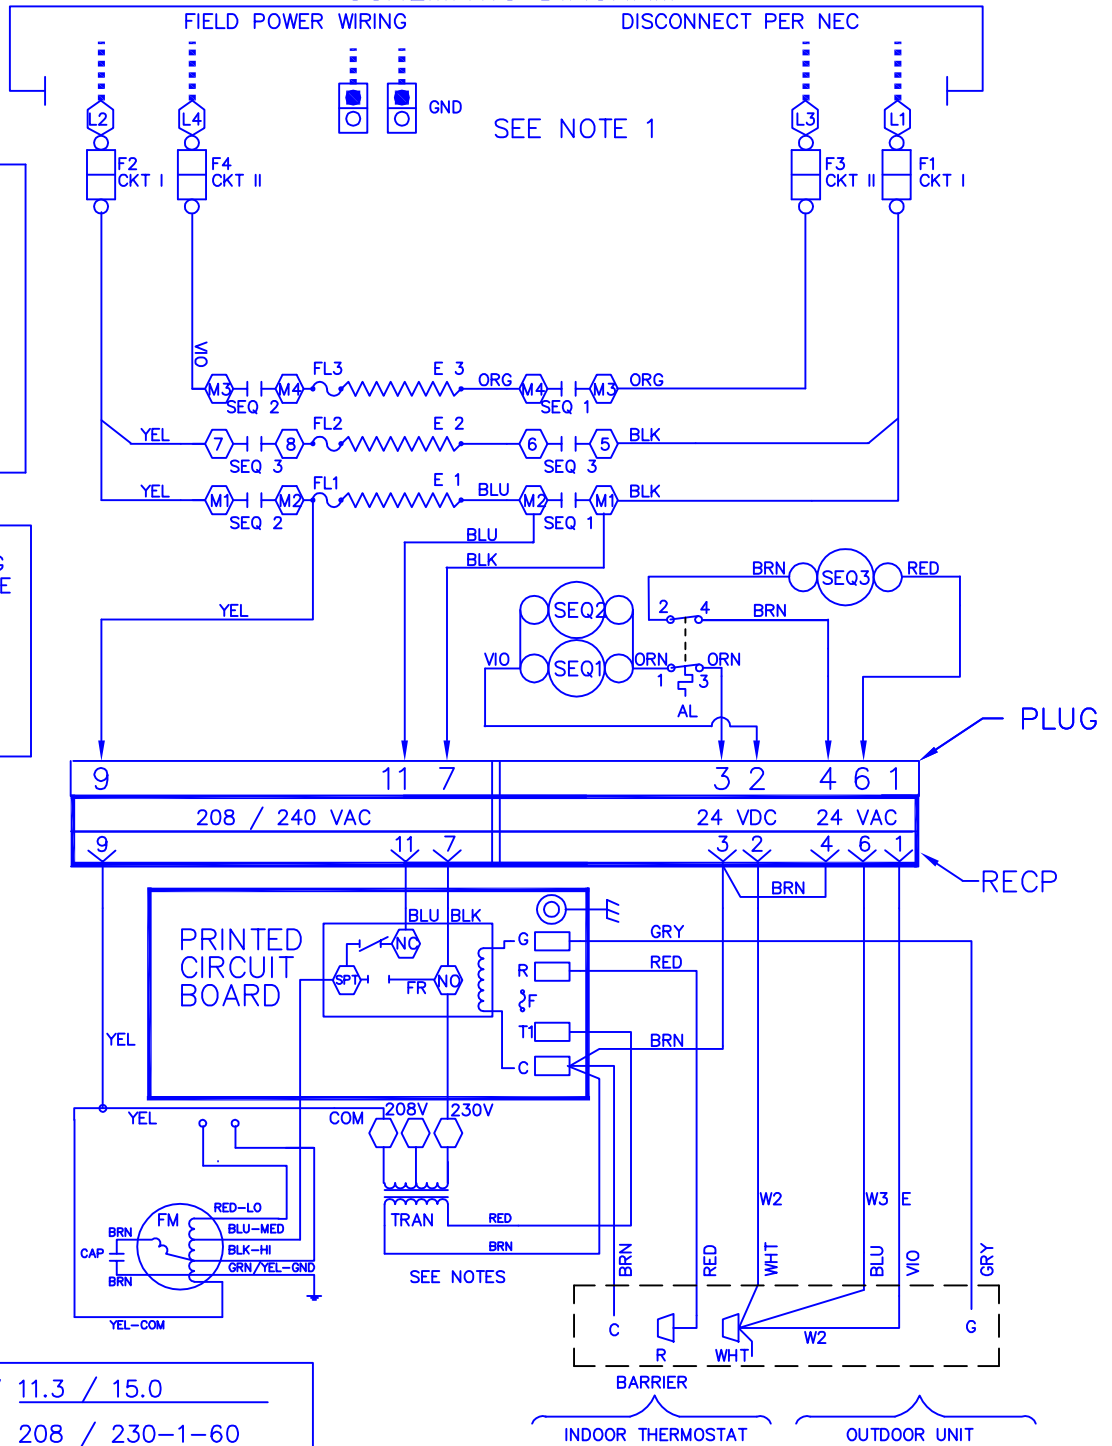 FIELD POWER WIRING
DISCONNECT PER NEC
GND
SEE NOTE 1
L2
L4
L3
L1
F2
CKT I
F4
CKT II
F3
CKT II
F1
CKT I
VIO
M3
M4
FL3
E 3
ORG
M4
M3
ORG
SEQ 2
SEQ 1
YEL
7
8
FL2
E 2
6
5
BLK
SEQ 3
SEQ 3
YEL
M1
M2
FL1
E 1
BLU
M2
M1
BLK
SEQ 2
SEQ 1
BLU
BLK
YEL
BRN
SEQ3
RED
SEQ2
2
4
BRN
VIO
SEQ1
ORN
ORN
1
3
AL
PLUG
9
11
7
3
2
4
6
1
208 / 240 VAC
24 VDC
24 VAC
9
11
7
3
2
4
6
1
RECP
BRN
PRINTED
CIRCUIT
BOARD
BLU
BLK
NC
SPT
FR
NO
G
GRY
R
RED
F
T1
BRN
C
YEL
YEL
COM
208V
230V
TRAN
RED
BRN
SEE NOTES
FM
RED-LO
BLU-MED
BLK-HI
GRN/YEL-GND
BRN
CAP
BRN
YEL-COM
W2
W3
E
BRN
RED
WHT
BLU
VIO
GRY
C
R
WHT
W2
G
BARRIER
INDOOR THERMOSTAT
OUTDOOR UNIT
11.3 / 15.0
208 / 230-1-60